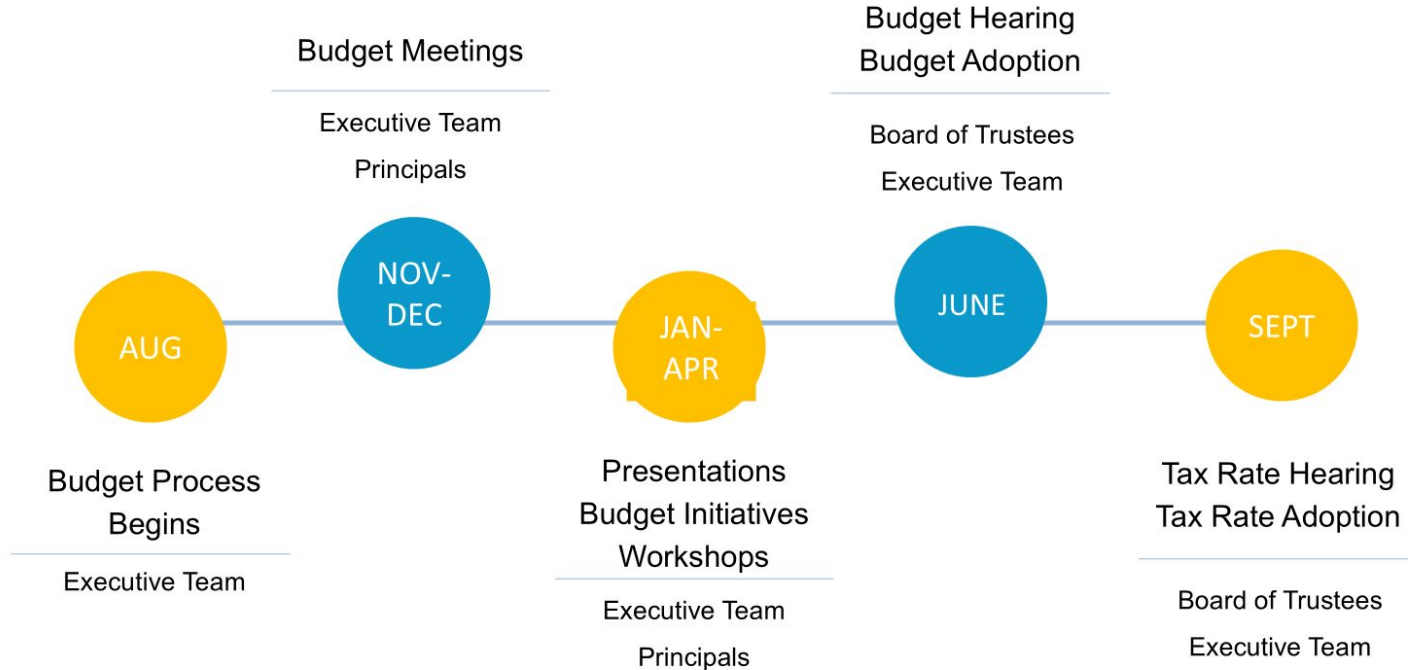 Budget Meetings
Executive Team
Principals
Budget Hearing
Budget Adoption
Board of Trustees
Executive Team
AUG
NOV-
DEC
JAN-
APR
JUNE
SEPT
Budget Process
Begins
Executive Team
Presentations
Budget Initiatives
Workshops
Executive Team
Principals
Tax Rate Hearing
Tax Rate Adoption
Board of Trustees
Executive Team